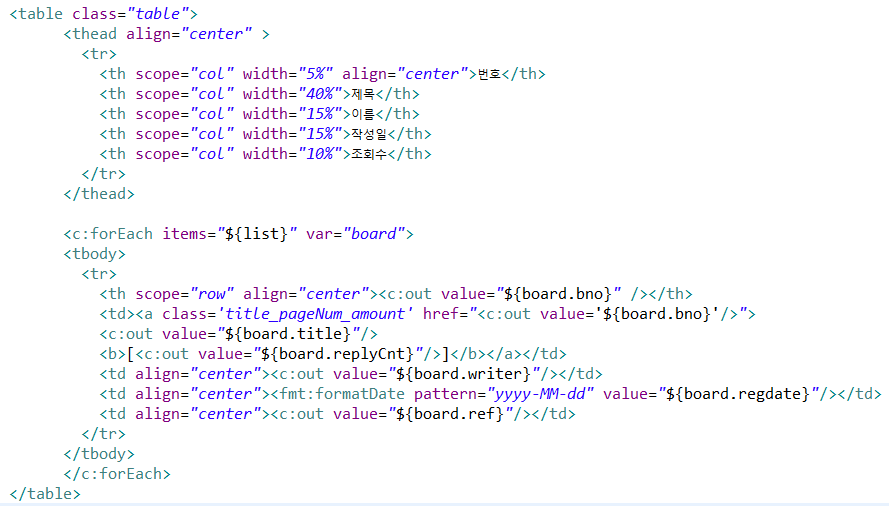 <table class="table">
<thead align="center" >
<tr>
<th scope="col" width="5%" align="center">번호</th>
<th scope="col" width="40%">제목</th>
<th scope="col" width="15%">이름</th>
<th scope="col" width="15%">작성일</th>
<th scope="col" width="10%">조회수</th>
</tr>
</thead>
<c:forEach items="${list}" var="board">
<tbody>
<tr>
<th scope="row" align="center"><c:out value="${board.bno}" /></th>
<td><a class='title_pageNum_amount' href="<c:out value='${board.bno}'/>">
<c:out value="${board.title}"/>
<b>[<c:out value="${board.replyCnt}"/>]</b></a></td>
<td align="center"><c:out value="${board.writer}"/></td>
<td align="center"><fmt:formatDate pattern="yyyy-MM-dd" value="${board.regdate}"/></td>
<td align="center"><c:out value="${board.ref}"/></td>
</tr>
</tbody>
</c:forEach>
</table>